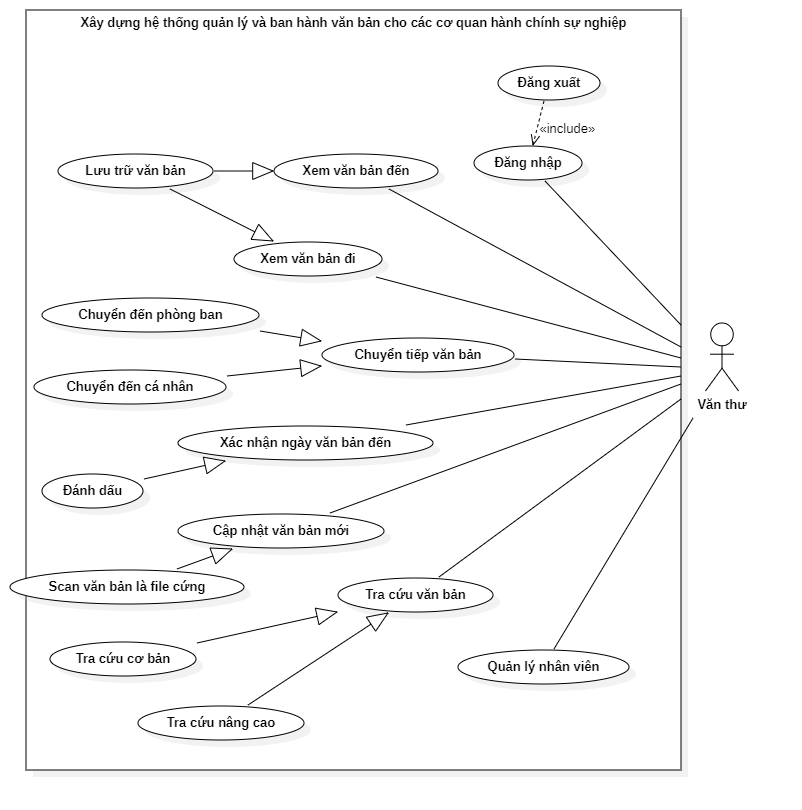 Xây dựng hệ thống quản lý và ban hành văn bản cho các cơ quan hành chính sự nghiệp
Đăng xuất
«include»
Đăng nhập
Lưu trữ văn bản
Xem văn bản đến
Xem văn bản đi
Chuyển đến phòng ban
Chuyển tiếp văn bản
Chuyển đến cá nhân
Văn thư
Xác nhận ngày văn bản đến
Đánh dấu
Cập nhật văn bản mới
Scan văn bản là file cứng
Tra cứu văn bản
Tra cứu cơ bản
Quản lý nhân viên
Tra cứu nâng cao